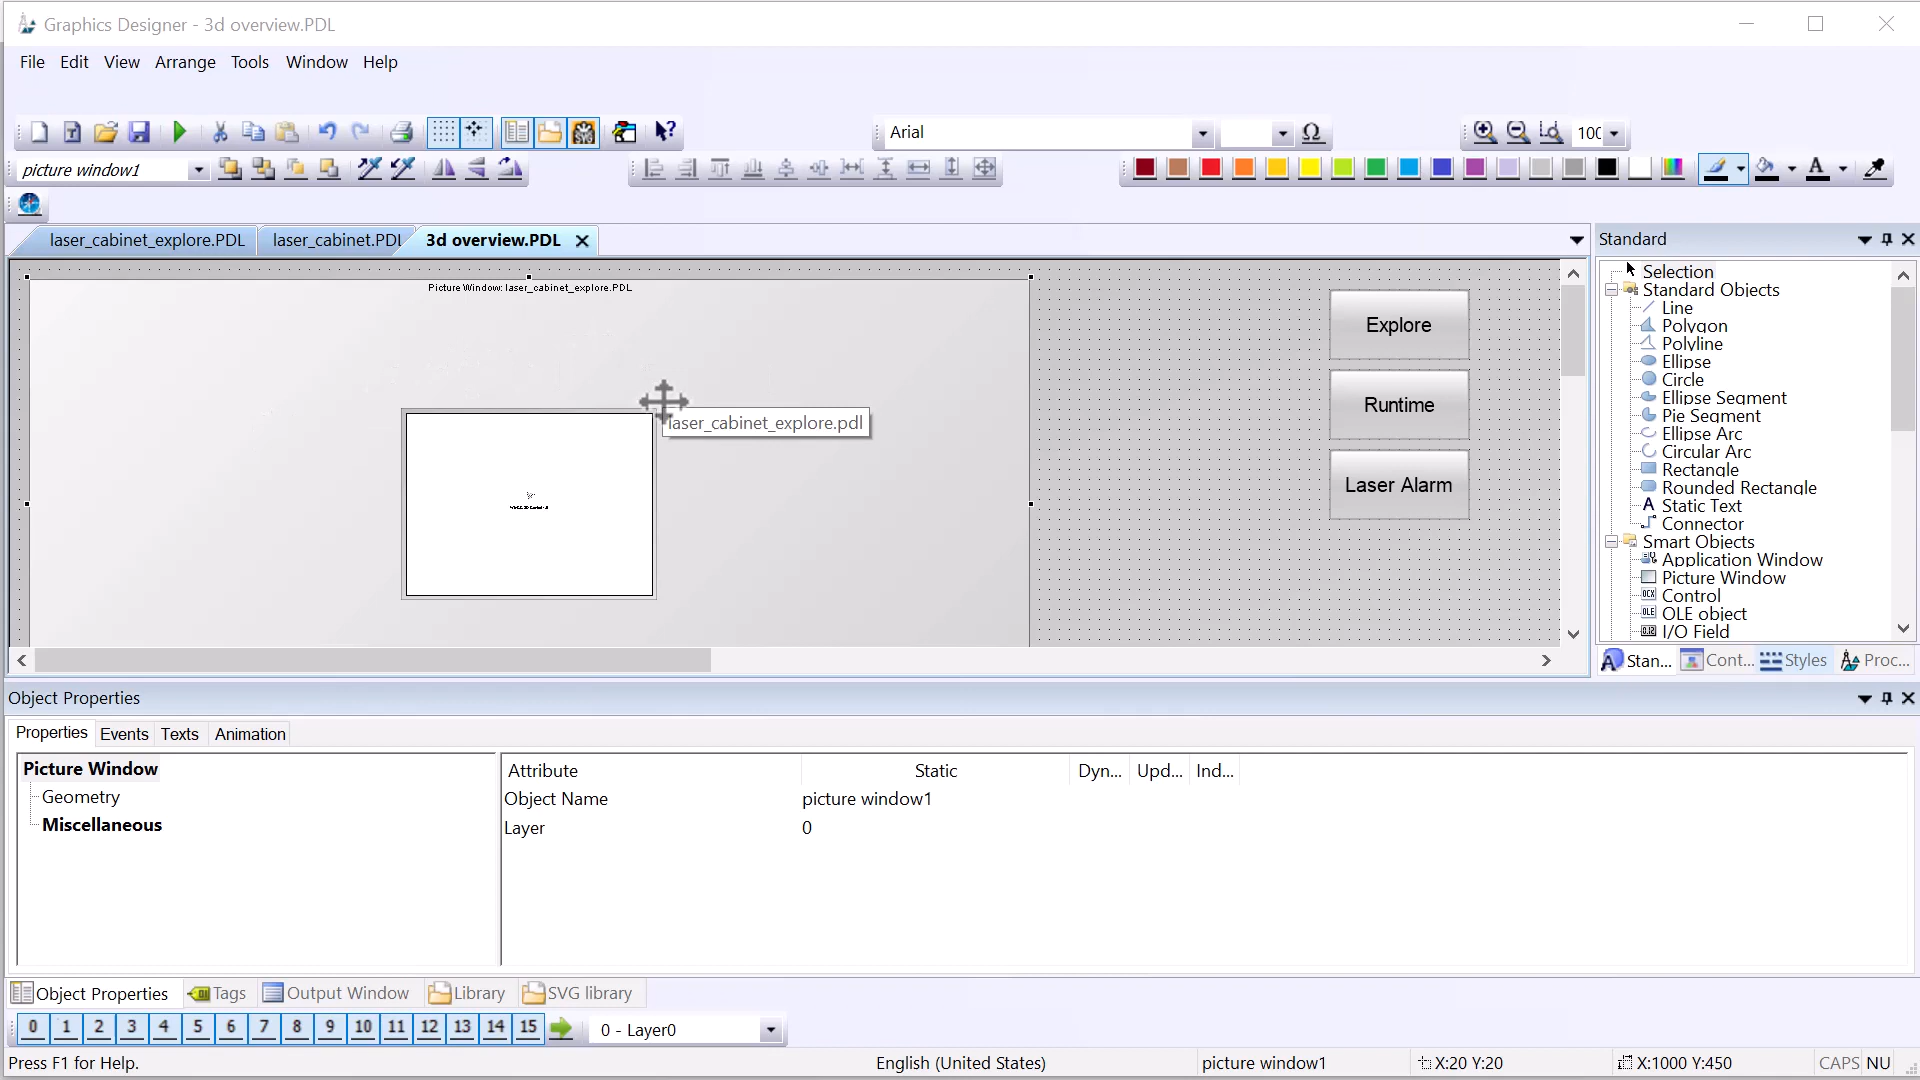 Graphics Designer - 3d overview.PDL
File Edit View Arrange Tools Window Help
Arial
Ω
100
picture window1
laser_cabinet_explore.PDL
laser_cabinet.PDL
3d overview.PDL
Picture Window: laser_cabinet_explore.PDL
laser_cabinet_explore.pdl
Explore
Runtime
Laser Alarm
Standard
Selection
Standard Objects
Line
Polygon
Polyline
Ellipse
Circle
Ellipse Segment
Pie Segment
Ellipse Arc
Circular Arc
Rectangle
Rounded Rectangle
Static Text
Connector
Smart Objects
Application Window
Picture Window
Control
OLE object
I/O Field
Stan... Cont... Styles Proc...
Object Properties
Properties Events Texts Animation
Picture Window
Geometry
Miscellaneous
Attribute Static Dyn... Upd... Ind...
Object Name picture window1
Layer 0
Object Properties Tags Output Window Library SVG library
0 1 2 3 4 5 6 7 8 9 10 11 12 13 14 15 0 - Layer0
Press F1 for Help. English (United States) picture window1 X:20 Y:20 X:1000 Y:450 CAPS NU